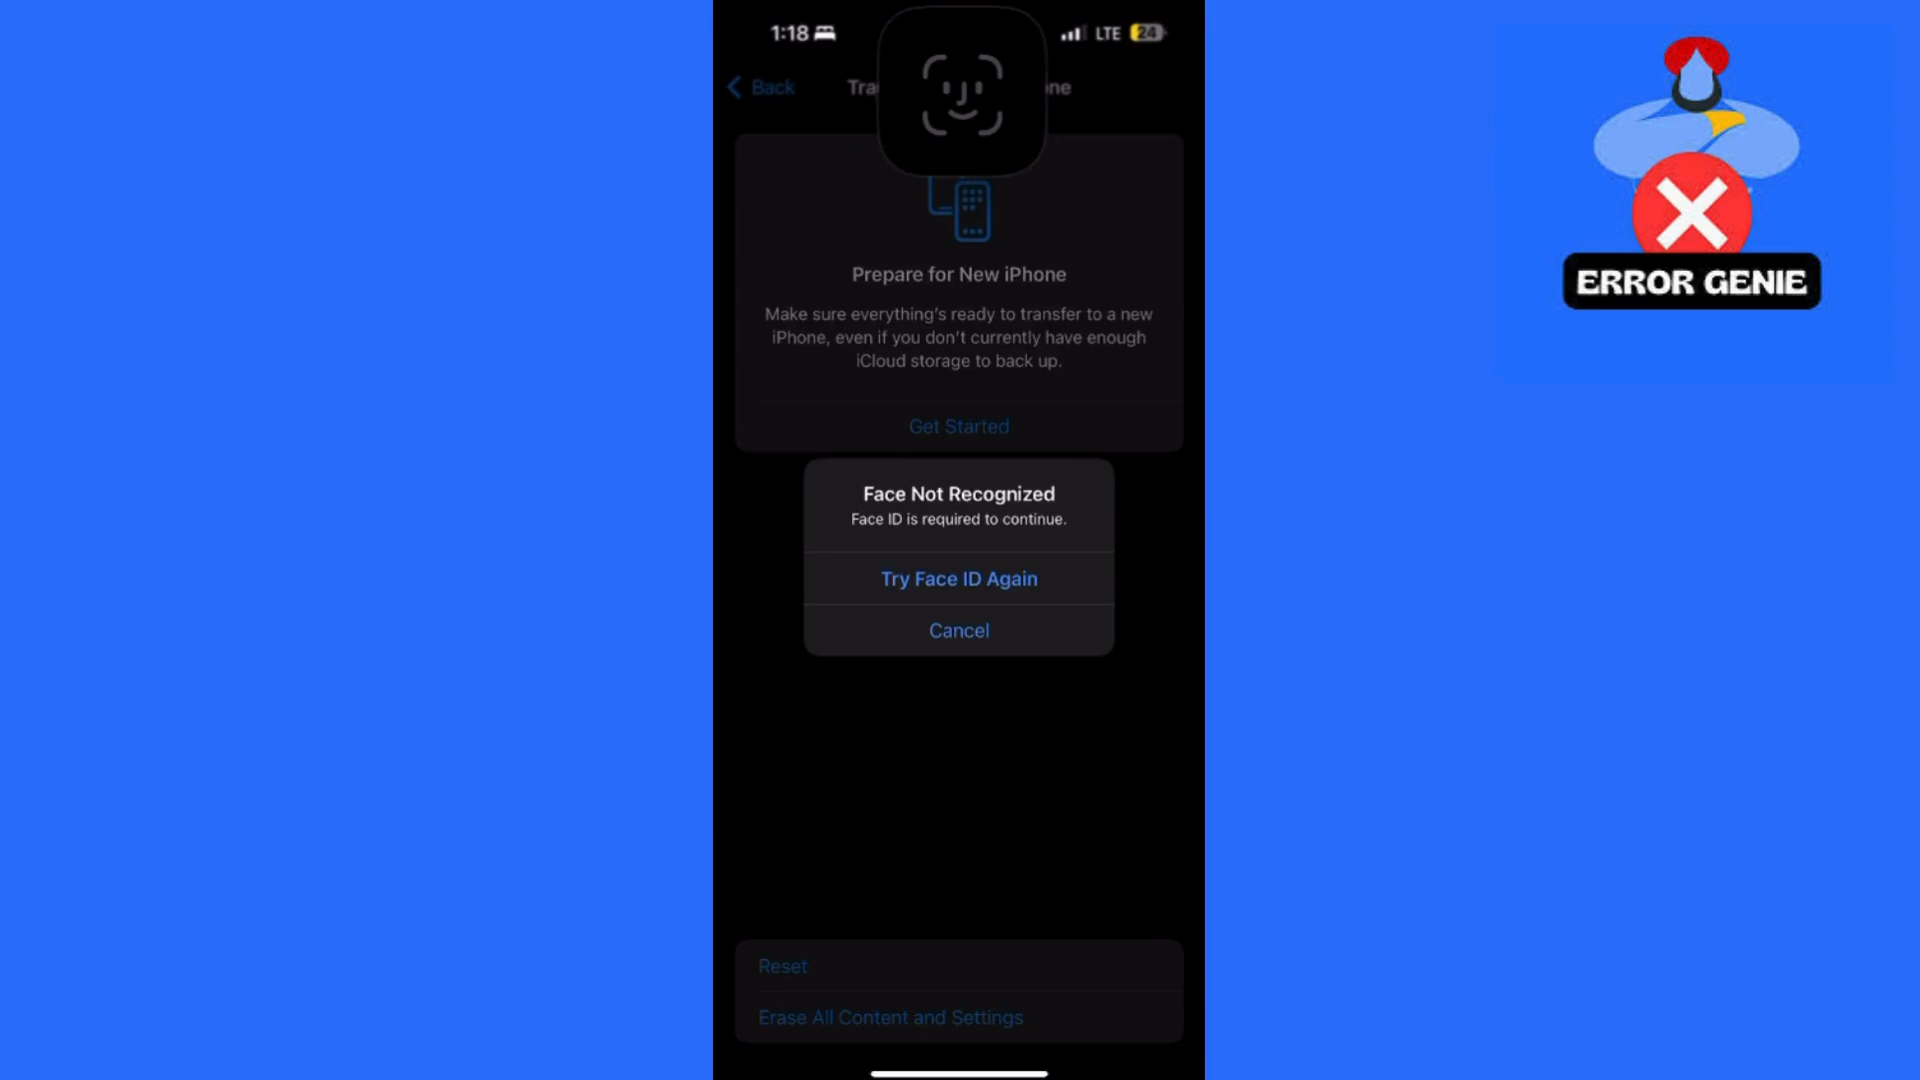 1:18 LTE 24
Back Tra ne
Prepare for New iPhone
Make sure everything's ready to transfer to a new
iPhone, even if you don't currently have enough
iCloud storage to back up.
Get Started
Face Not Recognized
Face ID is required to continue.
Try Face ID Again
Cancel
Reset
Erase All Content and Settings
ERROR GENIE